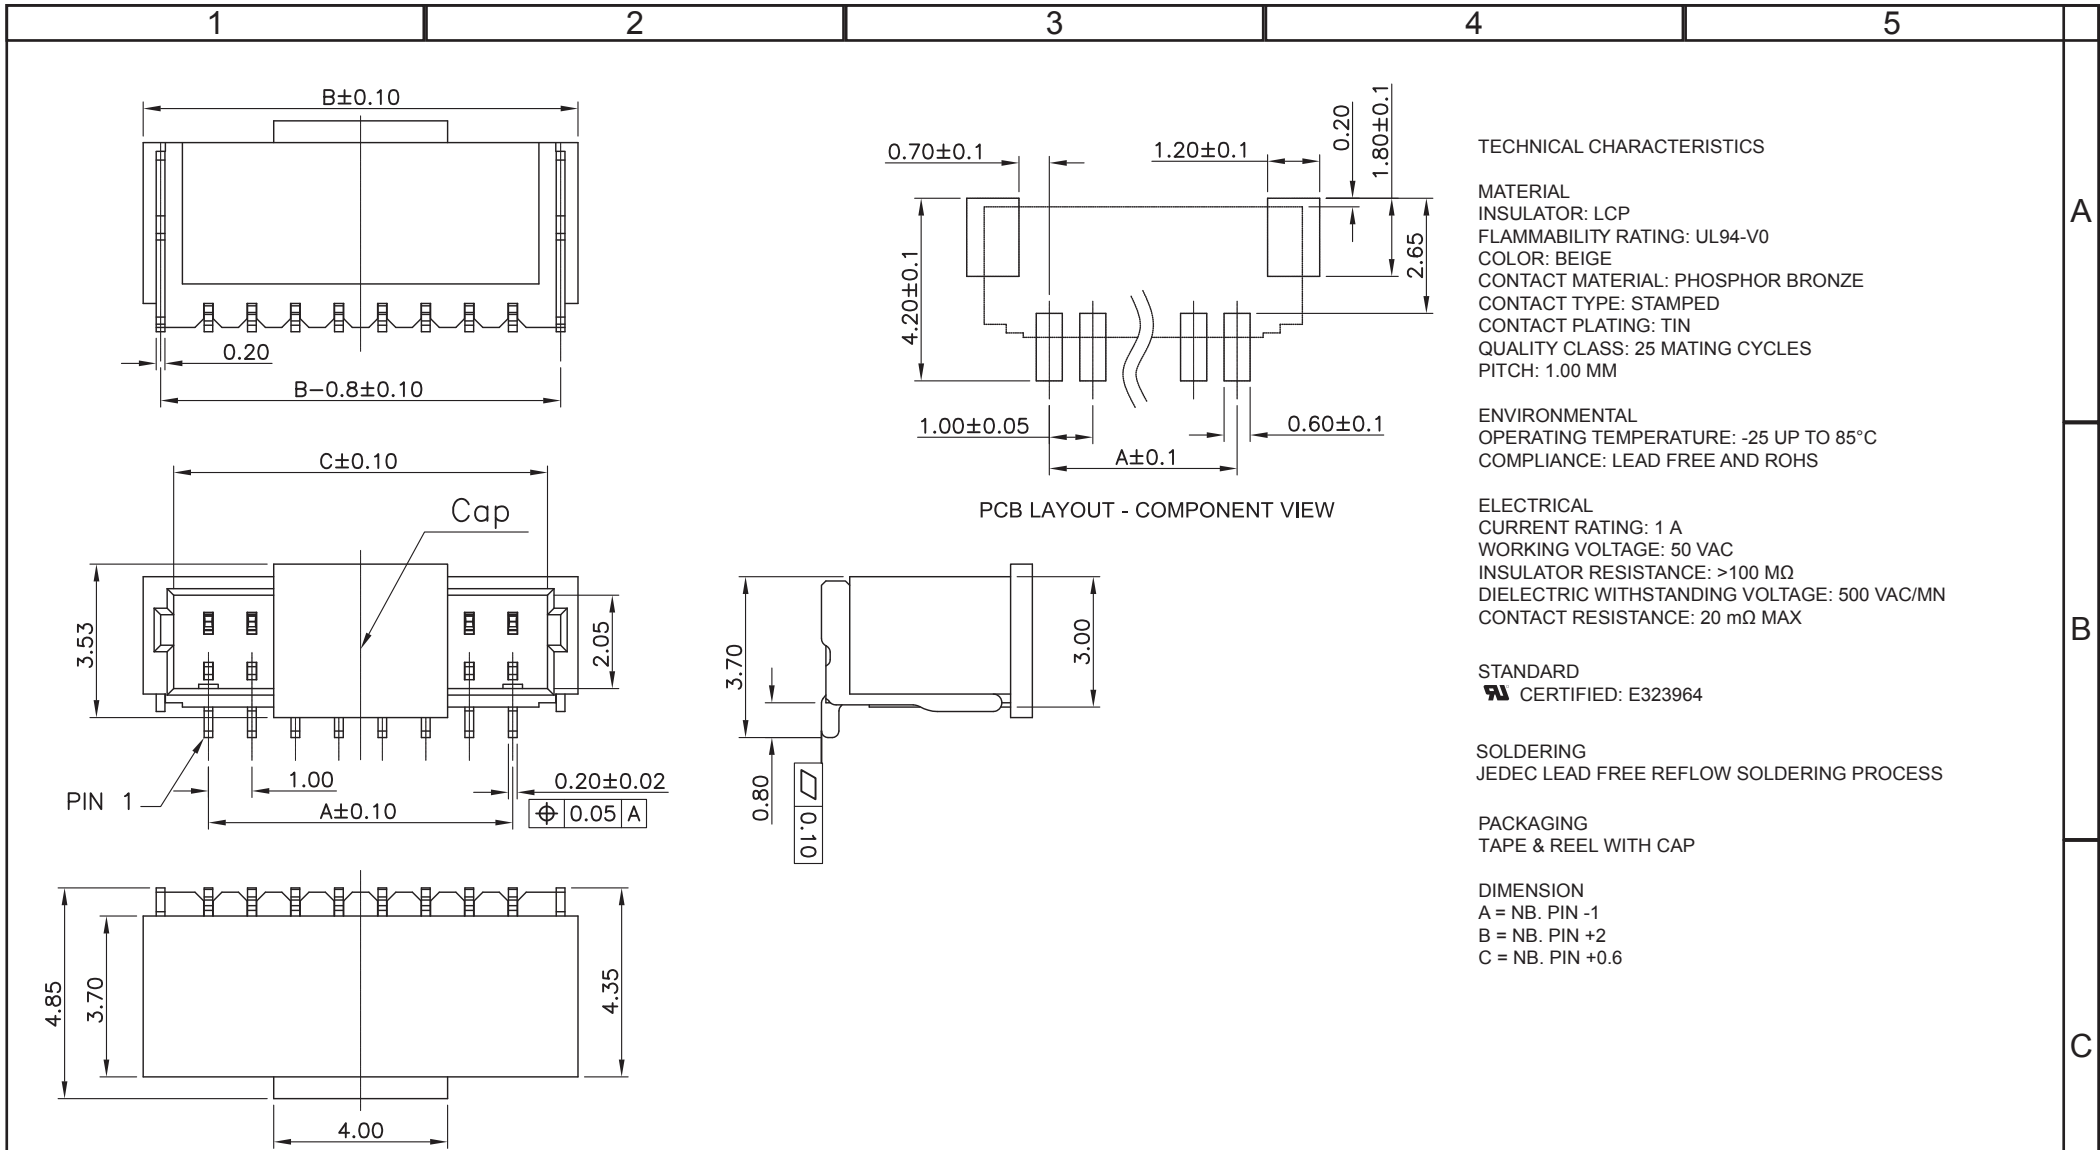 1 2 3 4 5
A
B
C
B±0.10
0.20
B-0.8±0.10
0.70±0.1
1.20±0.1
0.20
1.80±0.1
4.20±0.1
2.65
1.00±0.05
0.60±0.1
A±0.1
PCB LAYOUT - COMPONENT VIEW
C±0.10
Cap
3.53
2.05
PIN 1
1.00
0.20±0.02
A±0.10
0.05 A
3.70
3.00
0.80
0.10
4.85
3.70
4.35
4.00
TECHNICAL CHARACTERISTICS
MATERIAL
INSULATOR: LCP
FLAMMABILITY RATING: UL94-V0
COLOR: BEIGE
CONTACT MATERIAL: PHOSPHOR BRONZE
CONTACT TYPE: STAMPED
CONTACT PLATING: TIN
QUALITY CLASS: 25 MATING CYCLES
PITCH: 1.00 MM
ENVIRONMENTAL
OPERATING TEMPERATURE: -25 UP TO 85°C
COMPLIANCE: LEAD FREE AND ROHS
ELECTRICAL
CURRENT RATING: 1 A
WORKING VOLTAGE: 50 VAC
INSULATOR RESISTANCE: >100 MΩ
DIELECTRIC WITHSTANDING VOLTAGE: 500 VAC/MN
CONTACT RESISTANCE: 20 mΩ MAX
STANDARD
CERTIFIED: E323964
SOLDERING
JEDEC LEAD FREE REFLOW SOLDERING PROCESS
PACKAGING
TAPE & REEL WITH CAP
DIMENSION
A = NB. PIN -1
B = NB. PIN +2
C = NB. PIN +0.6